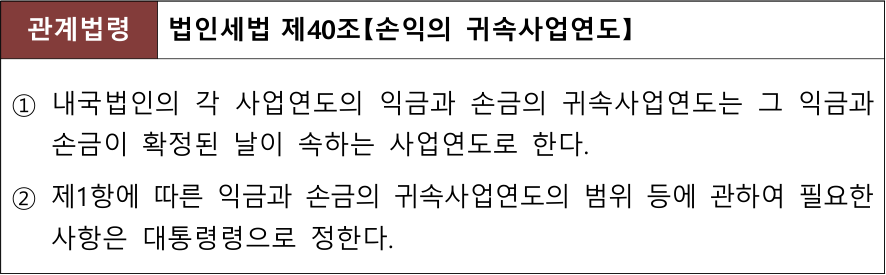 관계법령 법인세법 제40조【손익의 귀속사업연도】
① 내국법인의 각 사업연도의 익금과 손금의 귀속사업연도는 그 익금과
손금이 확정된 날이 속하는 사업연도로 한다.
② 제1항에 따른 익금과 손금의 귀속사업연도의 범위 등에 관하여 필요한
사항은 대통령령으로 정한다.